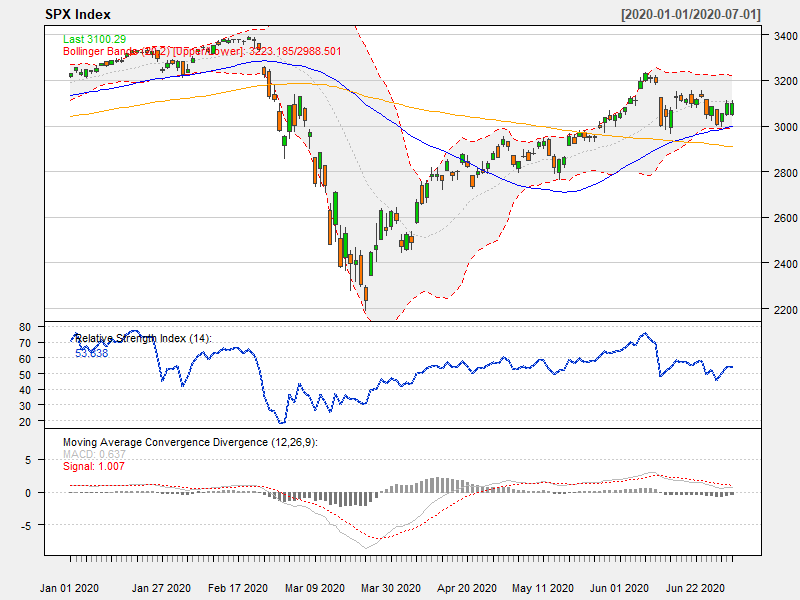 SPX Index [2020-01-01/2020-07-01]
Last 3100.29
Bollinger Bands (20,2) [Upper/Lower]: 3223.185/2988.501
3400
3200
3000
2800
2600
2400
2200
Relative Strength Index (14):
53.838
80
70
60
50
40
30
20
Moving Average Convergence Divergence (12,26,9):
MACD: 0.637
Signal: 1.007
5
0
-5
Jan 01 2020 Jan 27 2020 Feb 17 2020 Mar 09 2020 Mar 30 2020 Apr 20 2020 May 11 2020 Jun 01 2020 Jun 22 2020